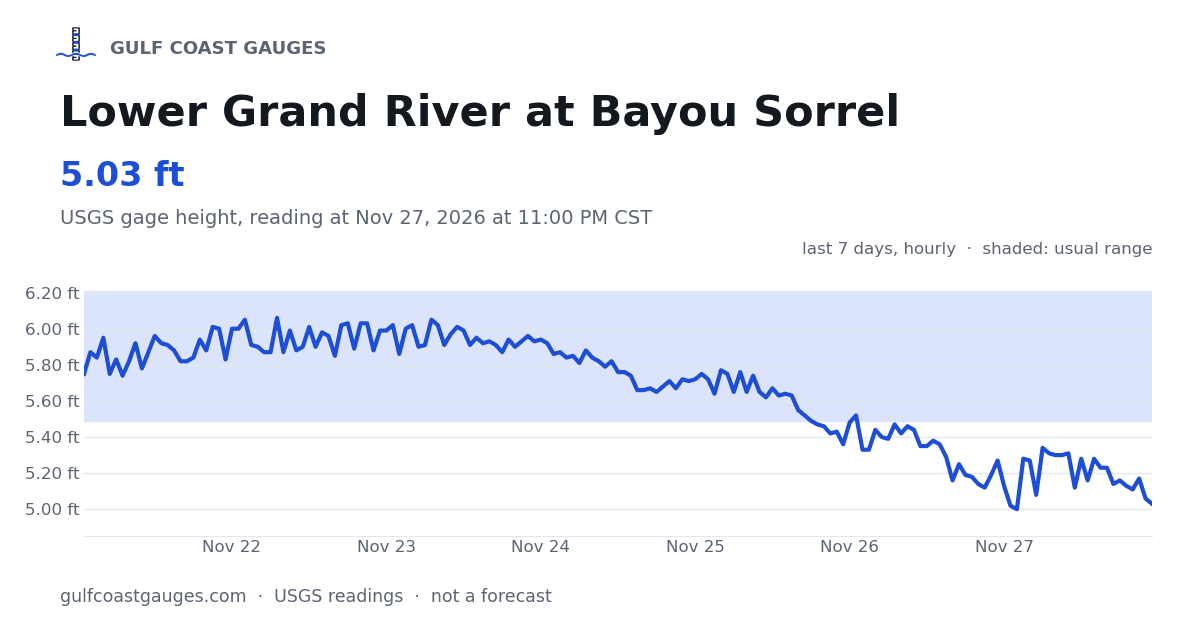 GULF COAST GAUGES
Lower Grand River at Bayou Sorrel
5.03 ft
USGS gage height, reading at Nov 27, 2026 at 11:00 PM CST
last 7 days, hourly · shaded: usual range
6.20 ft
6.00 ft
5.80 ft
5.60 ft
5.40 ft
5.20 ft
5.00 ft
Nov 22 Nov 23 Nov 24 Nov 25 Nov 26 Nov 27
gulfcoastgauges.com · USGS readings · not a forecast